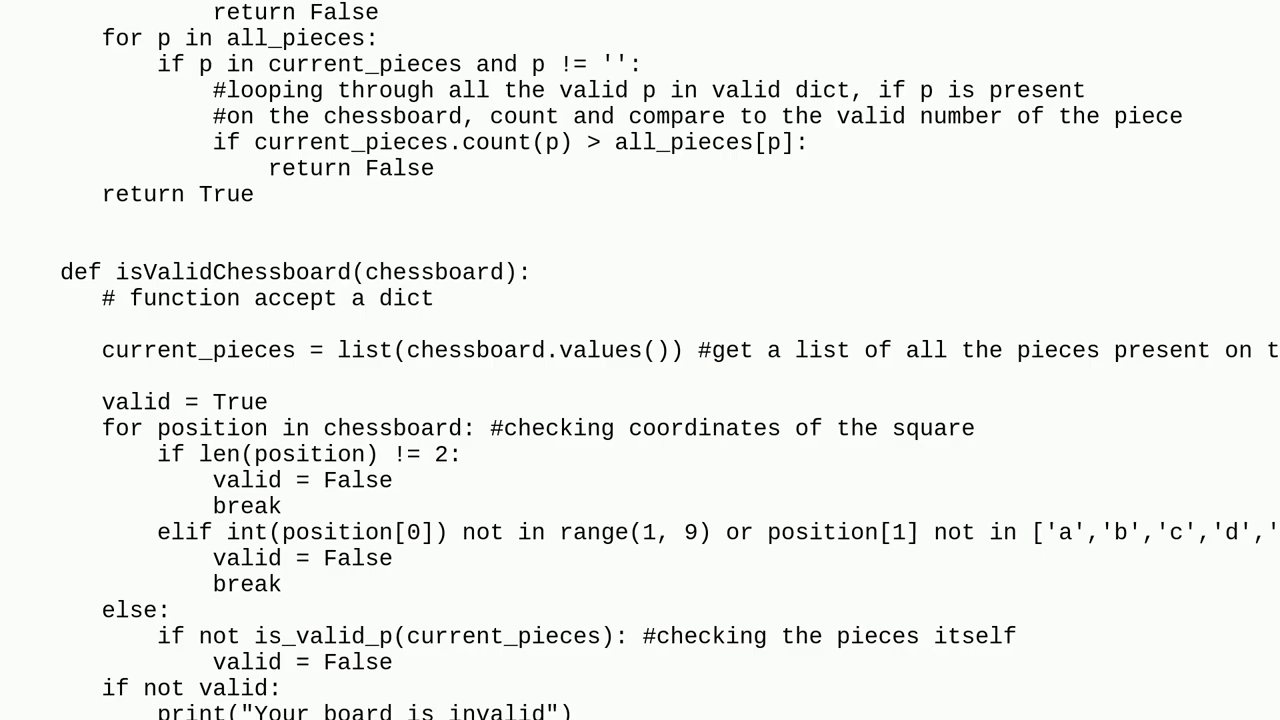 return False
for p in all_pieces:
if p in current_pieces and p != '':
#looping through all the valid p in valid dict, if p is present
#on the chessboard, count and compare to the valid number of the piece
if current_pieces.count(p) > all_pieces[p]:
return False
return True
def isValidChessboard(chessboard):
# function accept a dict
current_pieces = list(chessboard.values()) #get a list of all the pieces present on t
valid = True
for position in chessboard: #checking coordinates of the square
if len(position) != 2:
valid = False
break
elif int(position[0]) not in range(1, 9) or position[1] not in ['a','b','c','d','
valid = False
break
else:
if not is_valid_p(current_pieces): #checking the pieces itself
valid = False
if not valid:
print("Your board is invalid")